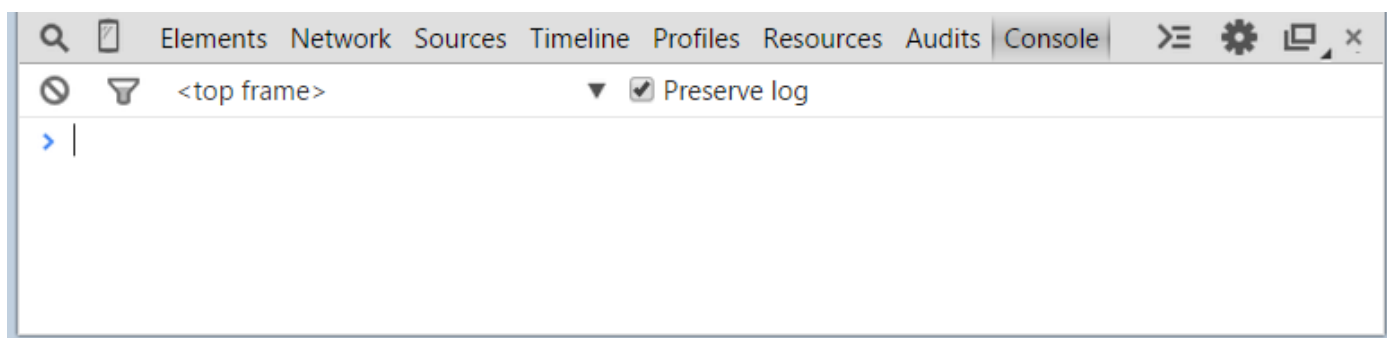 Elements Network Sources Timeline Profiles Resources Audits Console
<top frame> Preserve log